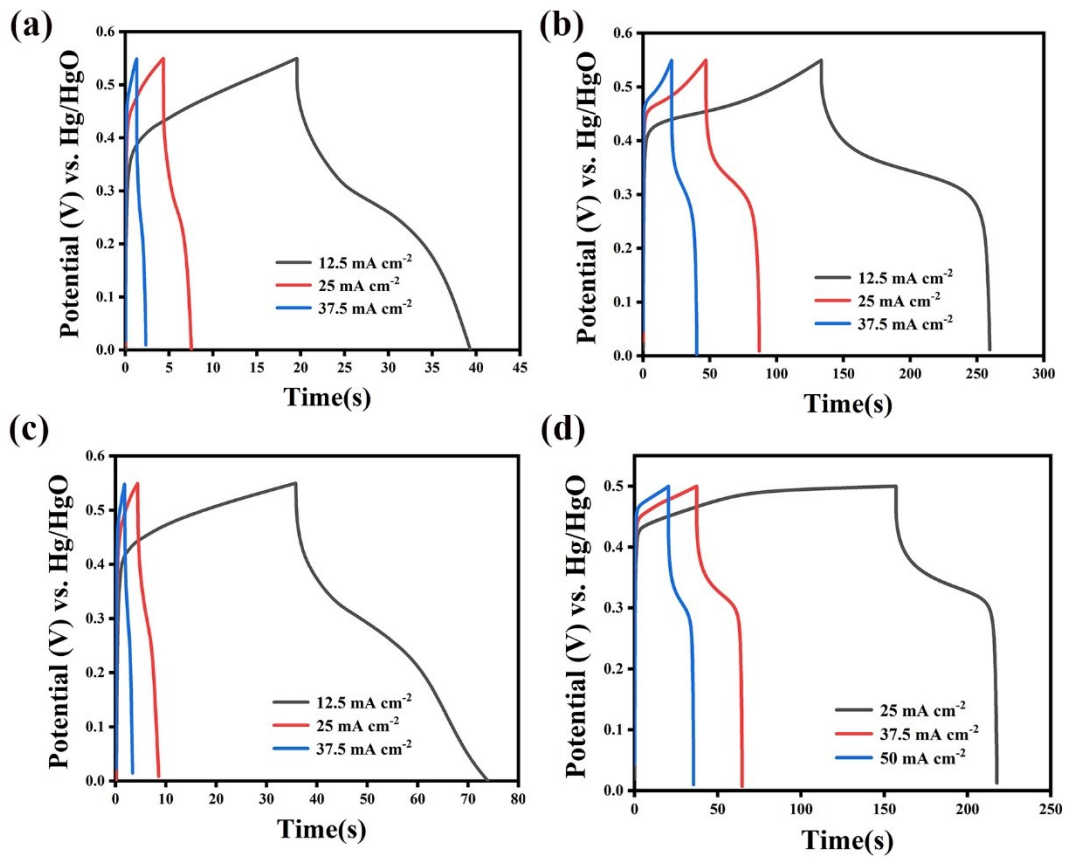 (a)
0.6
0.5
0.4
0.3
0.2
0.1
0.0
Potential (V) vs. Hg/HgO
12.5 mA cm-2
25 mA cm-2
37.5 mA cm-2
0 5 10 15 20 25 30 35 40 45
Time(s)
(b)
0.6
0.5
0.4
0.3
0.2
0.1
0.0
Potential (V) vs. Hg/HgO
12.5 mA cm-2
25 mA cm-2
37.5 mA cm-2
0 50 100 150 200 250 300
Time(s)
(c)
0.6
0.5
0.4
0.3
0.2
0.1
0.0
Potential (V) vs. Hg/HgO
12.5 mA cm-2
25 mA cm-2
37.5 mA cm-2
0 10 20 30 40 50 60 70 80
Time(s)
(d)
0.5
0.4
0.3
0.2
0.1
0.0
Potential (V) vs. Hg/HgO
25 mA cm-2
37.5 mA cm-2
50 mA cm-2
0 50 100 150 200 250
Time(s)